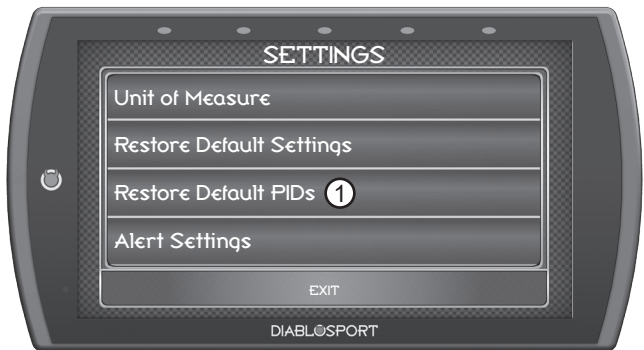 SETTINGS
Unit of Measure
Restore Default Settings
Restore Default PIDs 1
Alert Settings
EXIT
DIABLOSPORT